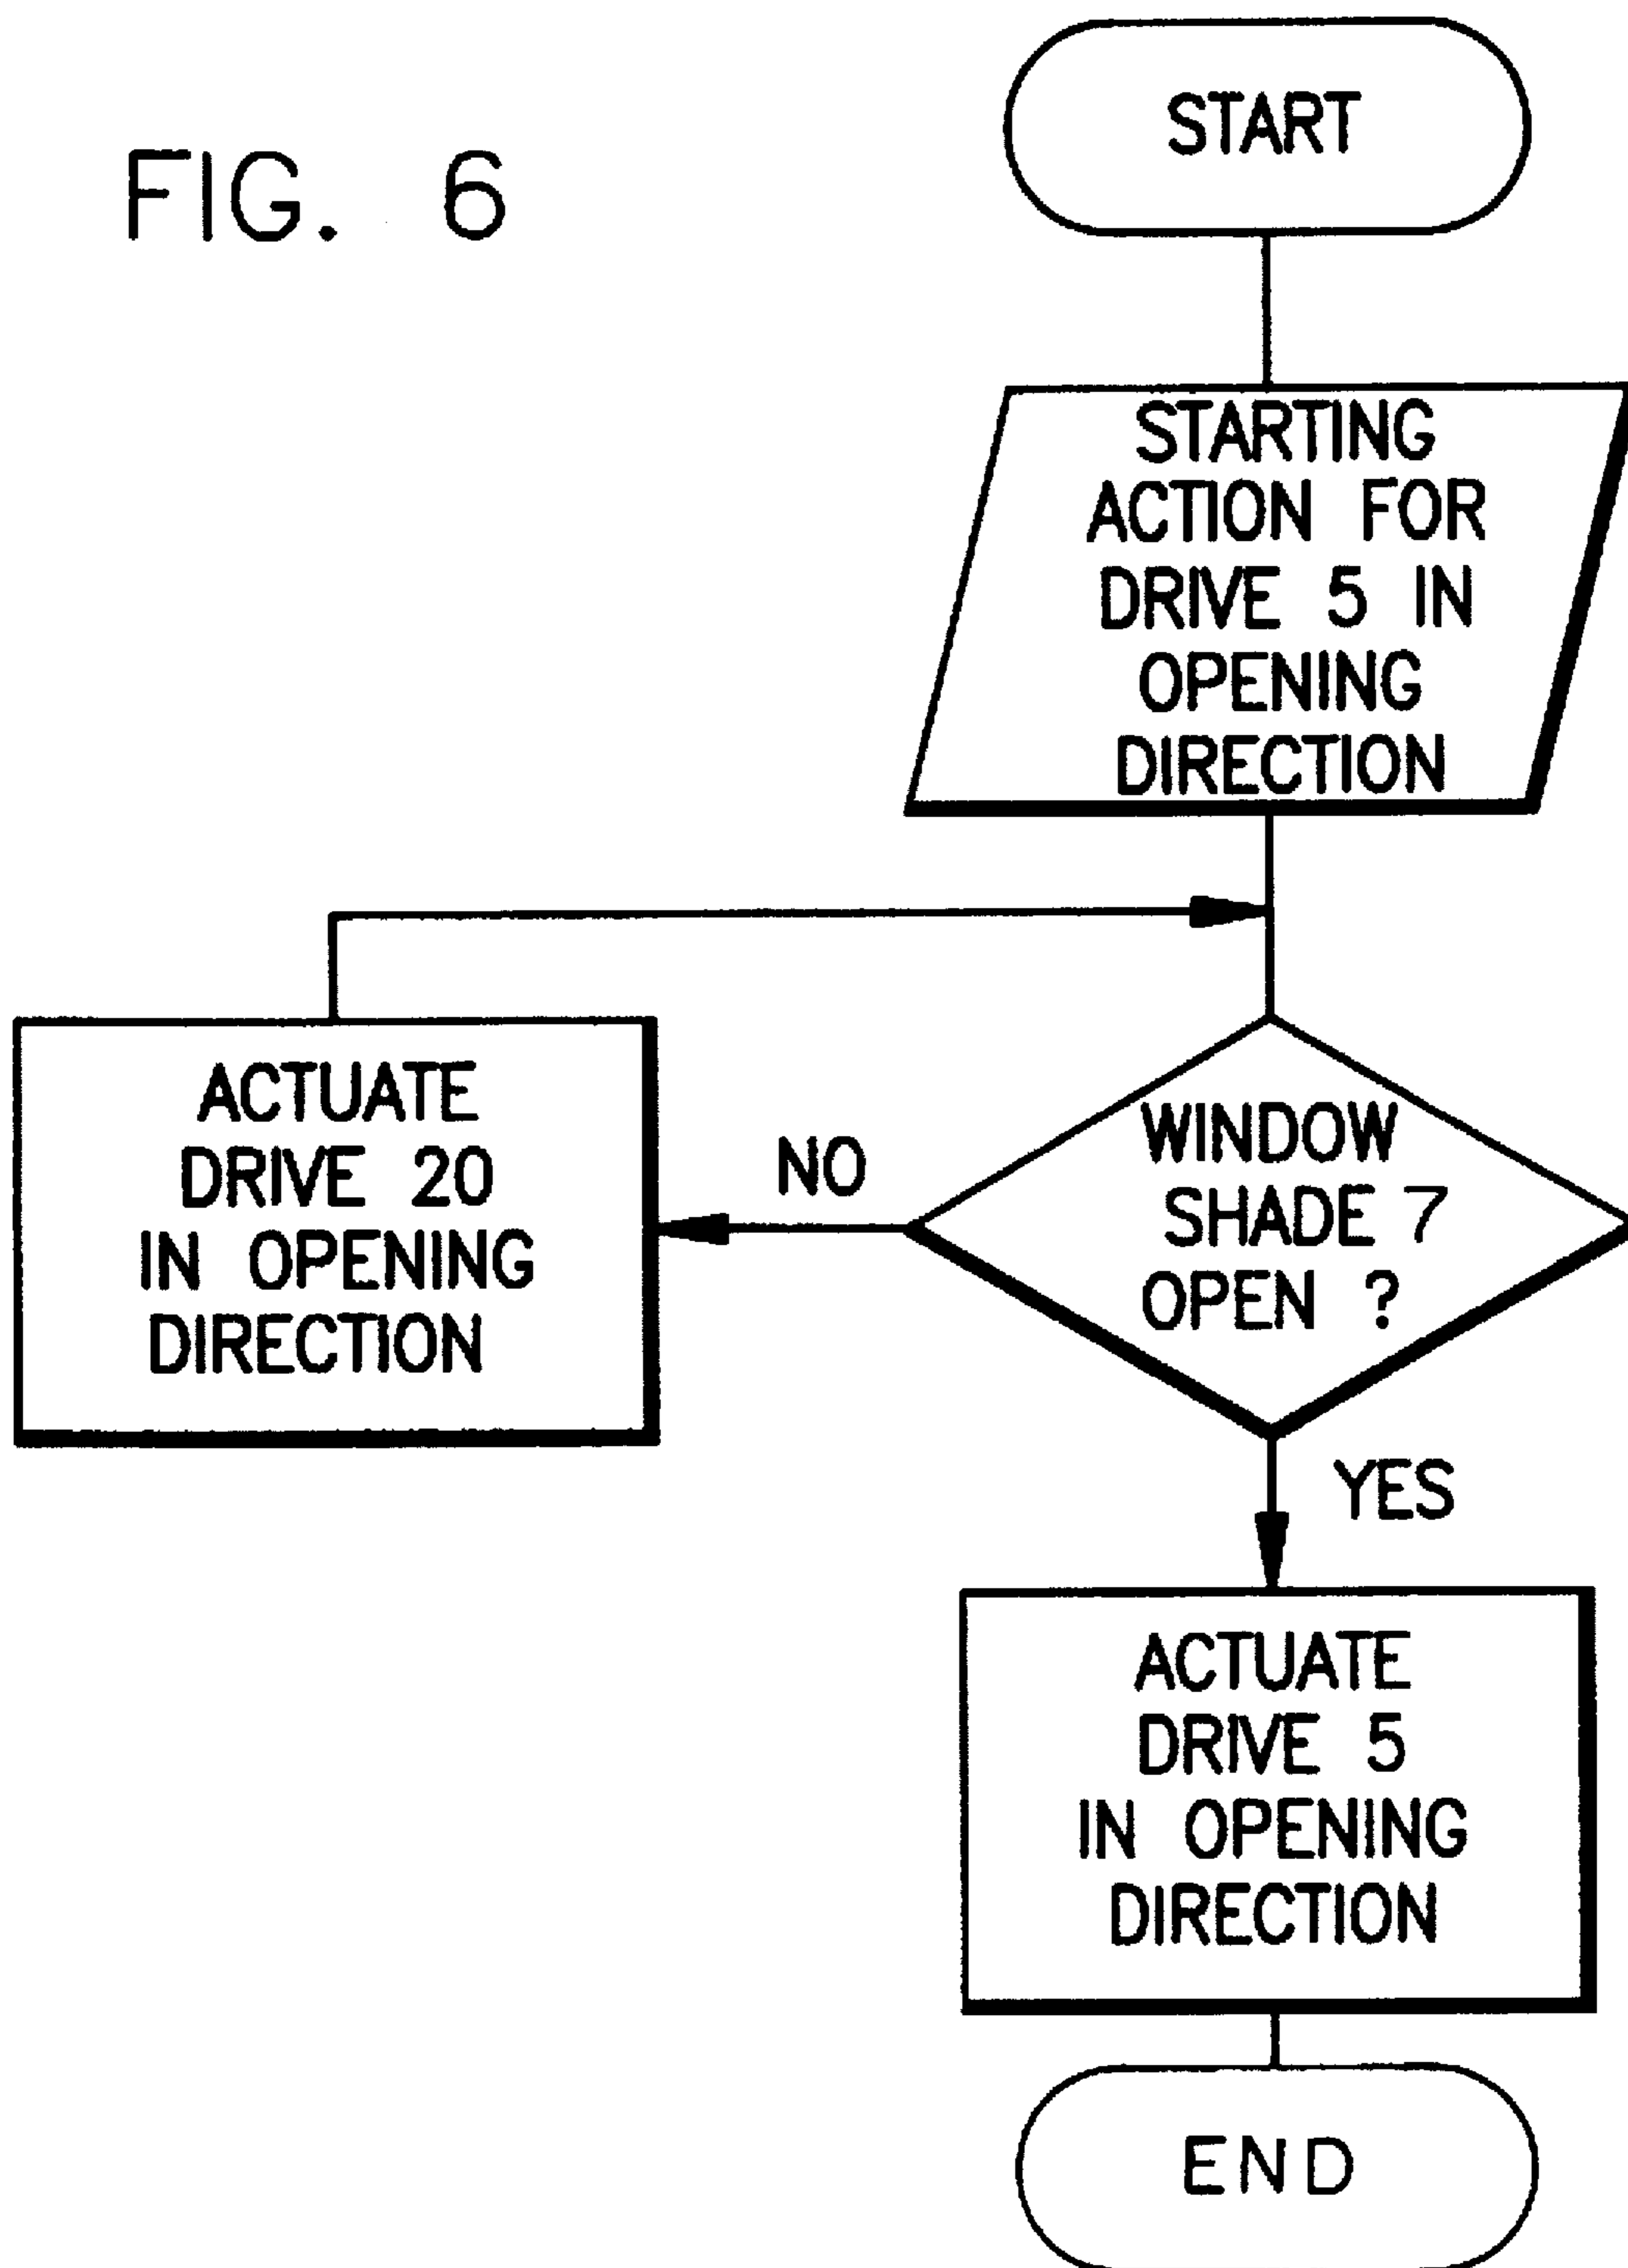 FIG. 6
START
STARTING
ACTION FOR
DRIVE 5 IN
OPENING
DIRECTION
WINDOW
SHADE 7
OPEN ?
NO
ACTUATE
DRIVE 20
IN OPENING
DIRECTION
YES
ACTUATE
DRIVE 5
IN OPENING
DIRECTION
END